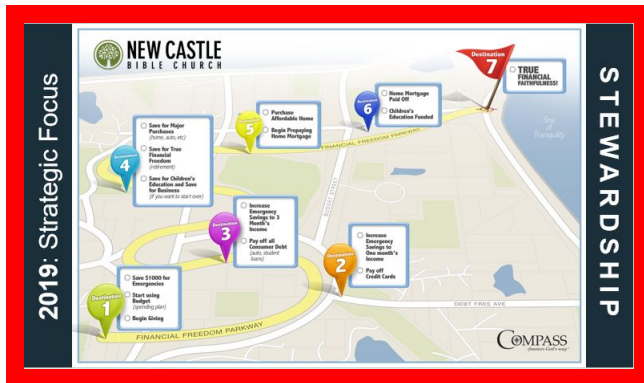 2019: Strategic Focus
NEW CASTLE
BIBLE CHURCH
Destination
7
TRUE
FINANCIAL
FAITHFULNESS!
Destination
6
Home Mortgage
Paid Off
Children's
Education Funded
Destination
5
Purchase
Affordable Home
Begin Prepaying
Home Mortgage
FINANCIAL FREEDOM PARKWAY
Sea
of
Tranquility
Destination
4
Save for Major
Purchases
(home, auto, etc)
Save for True
Financial
Freedom
(retirement)
Save for Children's
Education and Save
for Business
(if you want to start over)
BUDGET STREET
Destination
3
Increase
Emergency
Savings to 3
Month's
Income
Pay off all
Consumer Debt
(auto, student
loans)
Destination
2
Increase
Emergency
Savings to
One month's
Income
Pay off
Credit Cards
Destination
1
Save $1000 for
Emergencies
Start using
Budget
(spending plan)
Begin Giving
DEBT FREE AVE
FINANCIAL FREEDOM PARKWAY
COMPASS
-finances God's way
STEWARDSHIP